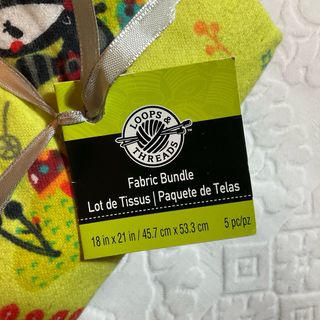 LOOPS &
THREADS
™
Fabric Bundle
Lot de Tissus | Paquete de Telas
18 in x 21 in / 45.7 cm x 53.3 cm 5 pc/pz